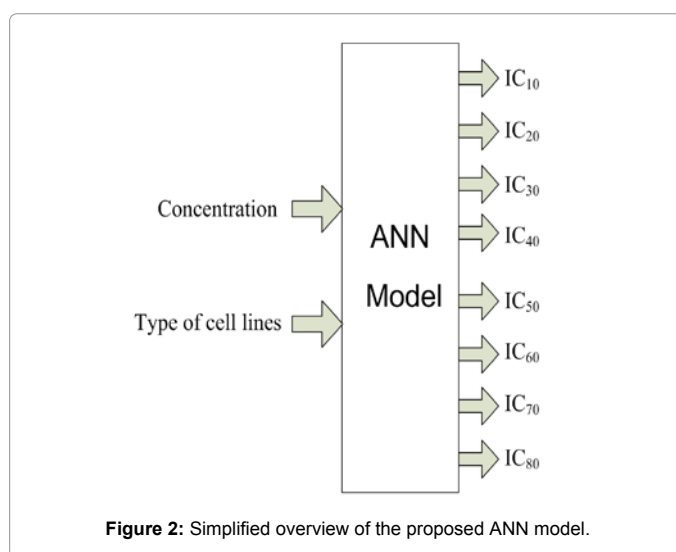 IC₁₀
IC₂₀
IC₃₀
Concentration
IC₄₀
ANN
Model
IC₅₀
Type of cell lines
IC₆₀
IC₇₀
IC₈₀
Figure 2: Simplified overview of the proposed ANN model.